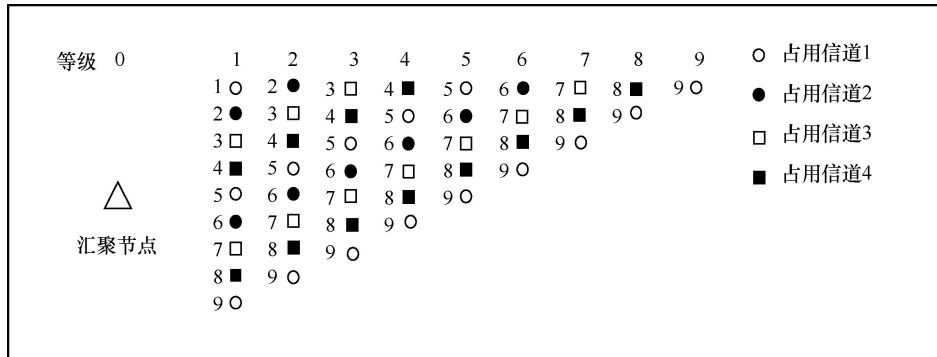 等级 0 1 2 3 4 5 6 7 8 9
占用信道1
占用信道2
占用信道3
占用信道4
1 2 3 4 5 6 7 8 9
2 3 4 5 6 7 8 9
3 4 5 6 7 8 9
4 5 6 7 8 9
5 6 7 8 9
6 7 8 9
7 8 9
8 9
9
汇聚节点